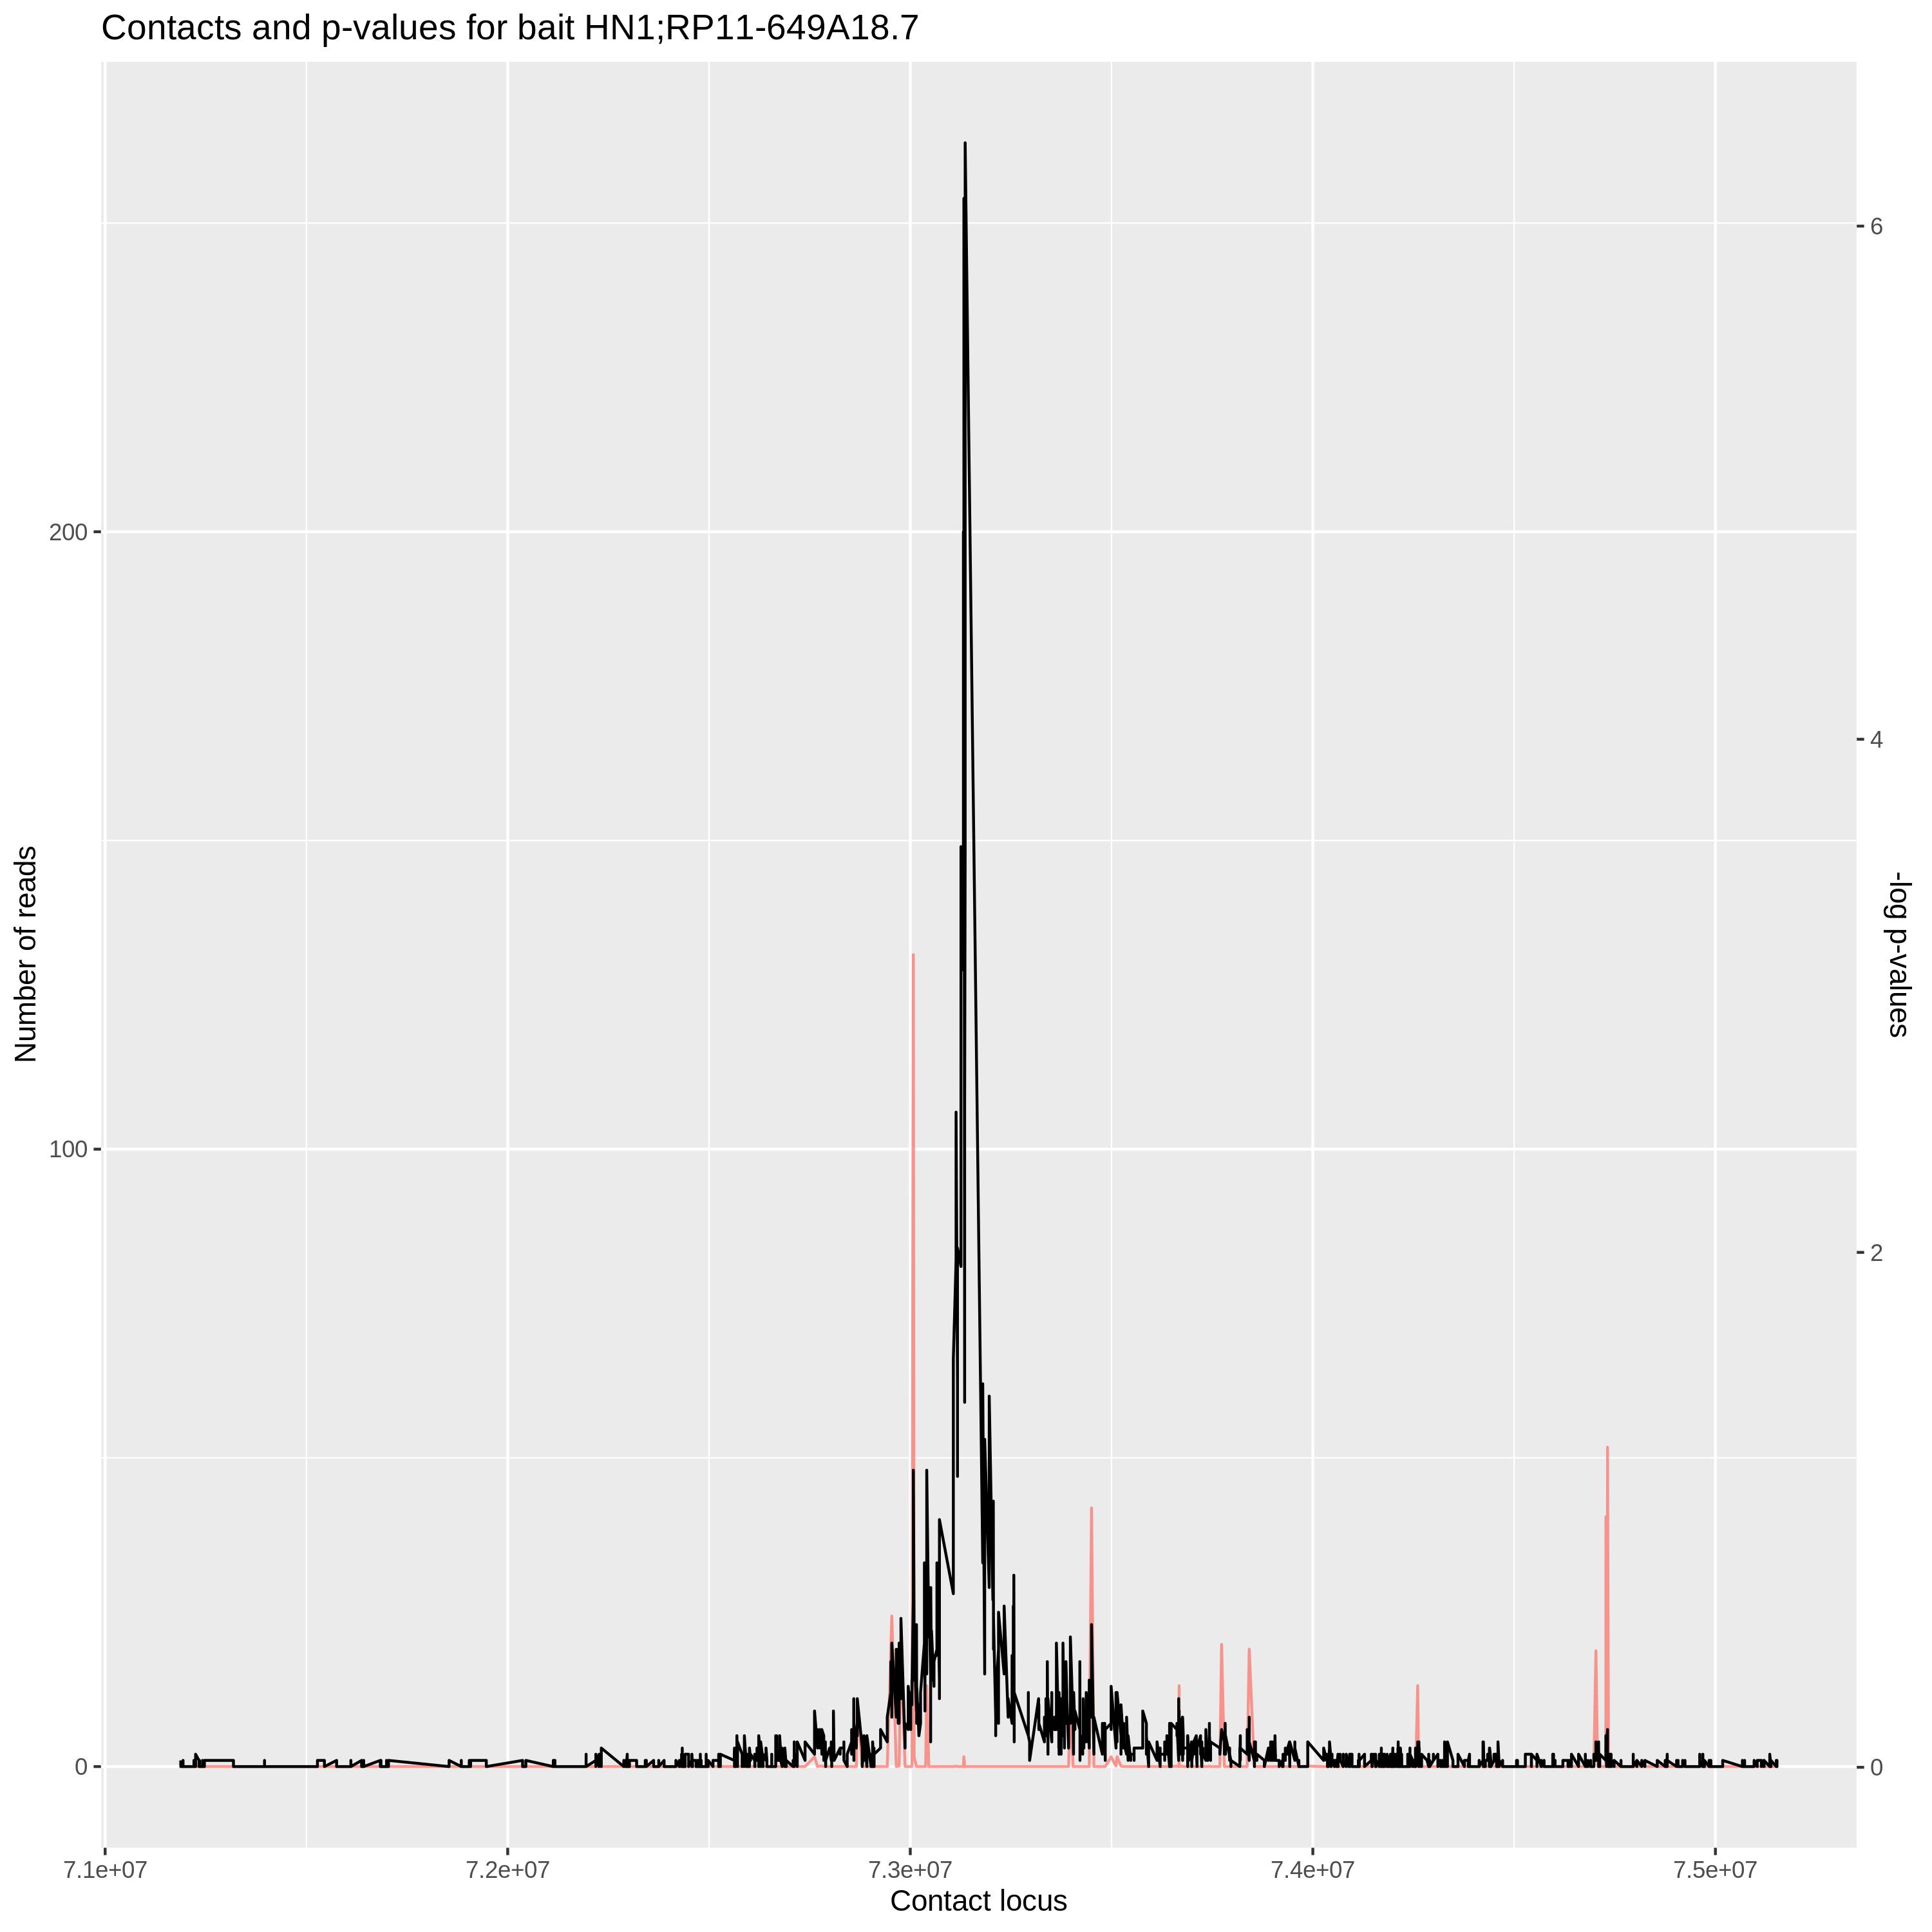 Contacts and p-values for bait HN1;RP11-649A18.7
Number of reads
200
100
0
6
4
2
0
-log p-values
7.1e+07 7.2e+07 7.3e+07 7.4e+07 7.5e+07
Contact locus